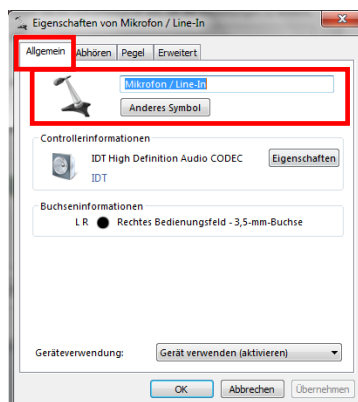 Eigenschaften von Mikrofon / Line-In
Allgemein Abhören Pegel Erweitert
Mikrofon / Line-In
Anderes Symbol
Controllerinformationen
IDT High Definition Audio CODEC Eigenschaften
IDT
Buchseninformationen
L R Rechtes Bedienungsfeld - 3,5-mm-Buchse
Geräteverwendung: Gerät verwenden (aktivieren)
OK Abbrechen Übernehmen